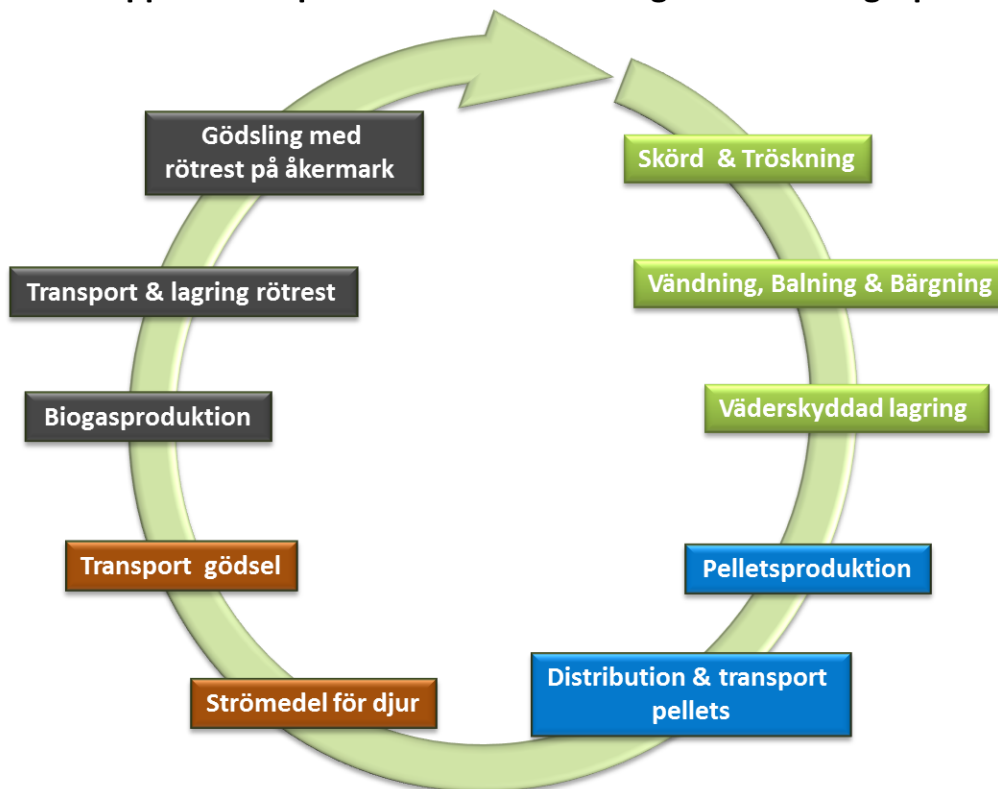 Skörd & Tröskning
Vändning, Balning & Bärgning
Väderskyddad lagring
Pelletsproduktion
Distribution & transport
pellets
Strömedel för djur
Transport gödsel
Biogasproduktion
Transport & lagring rötrest
Gödsling med
rötrest på åkermark